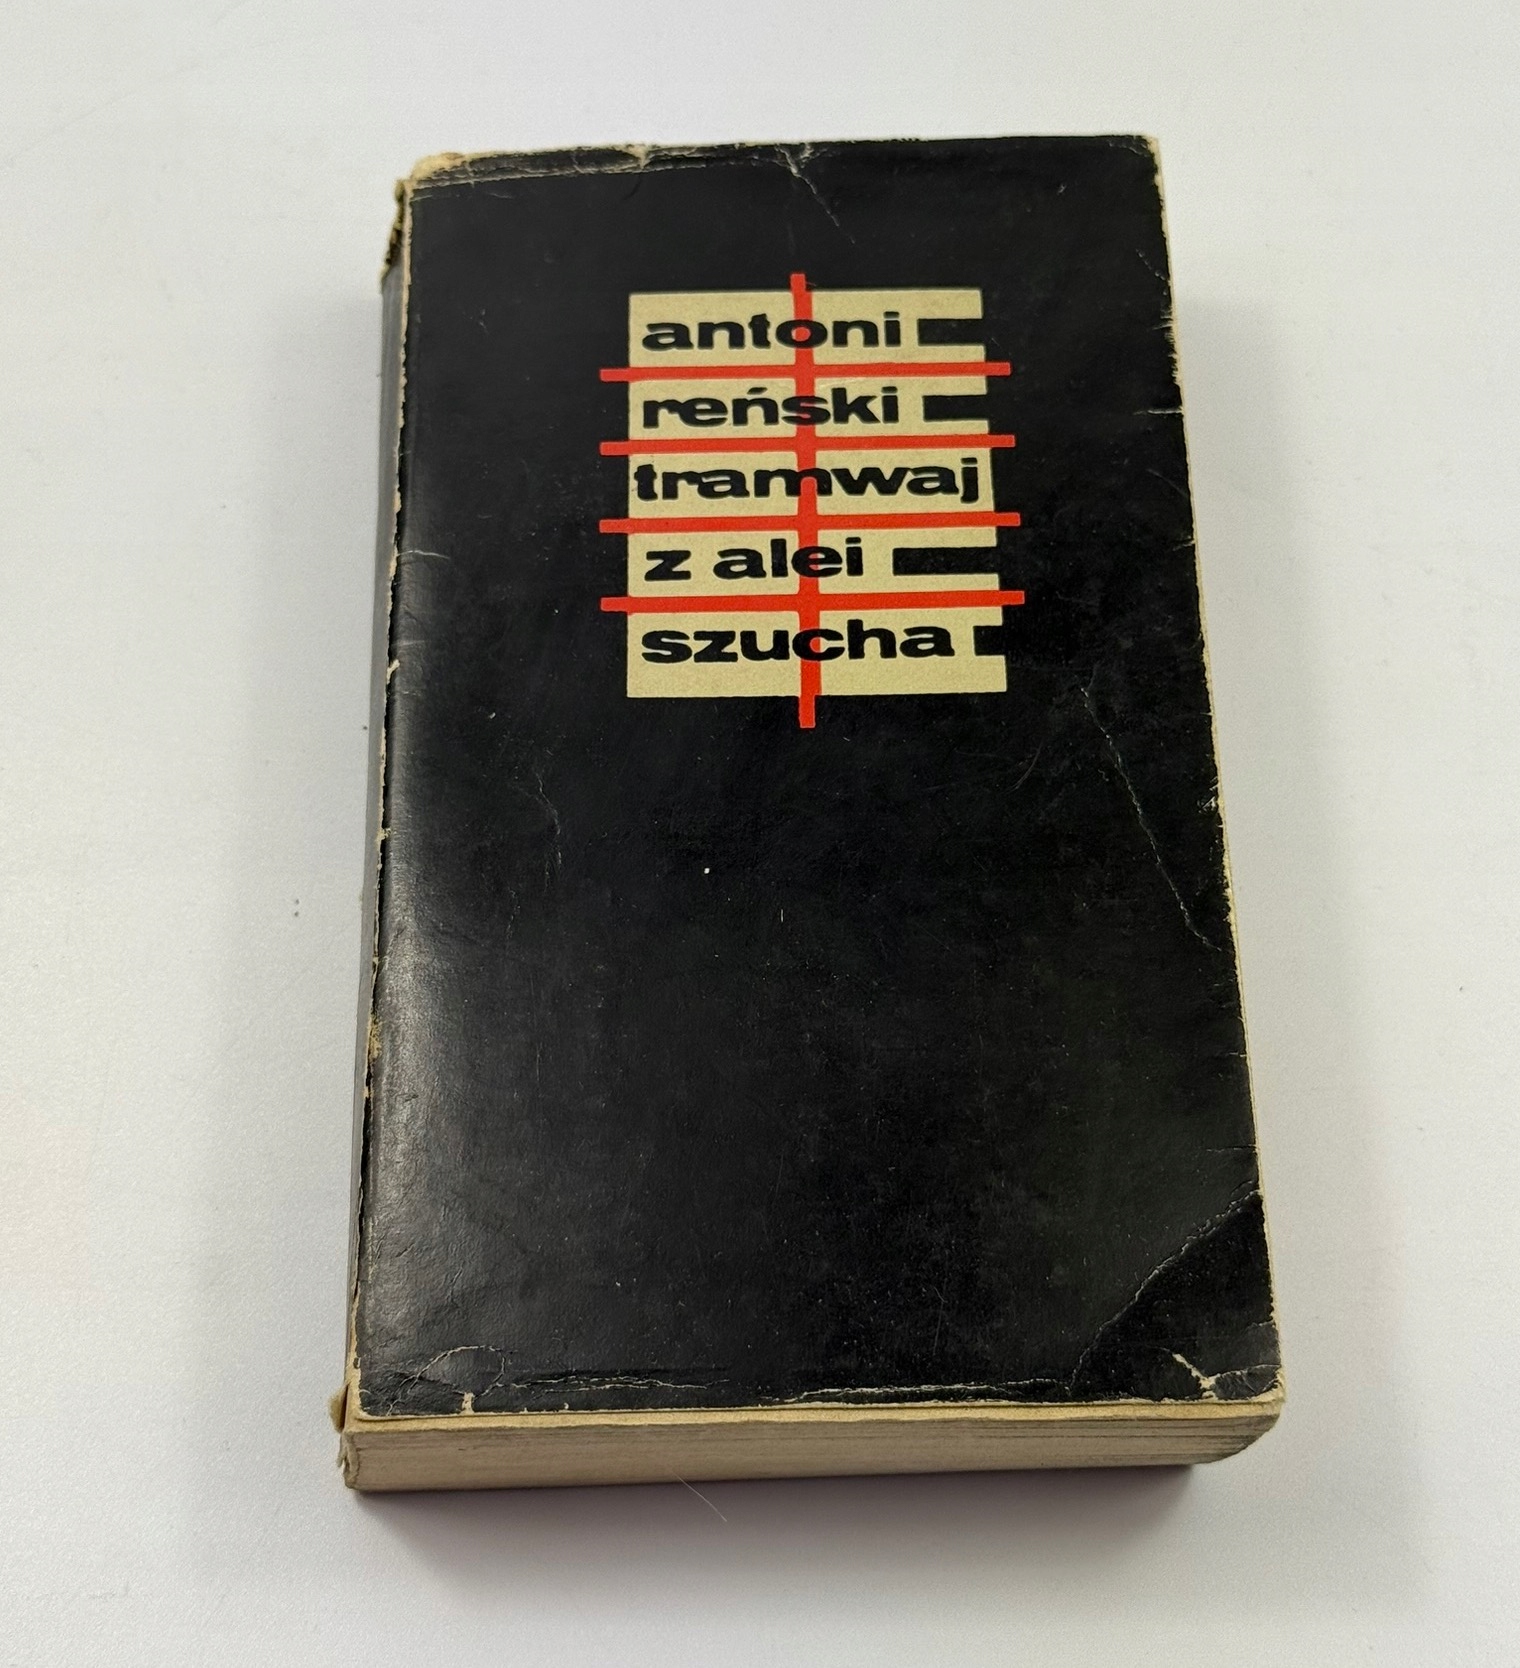 antoni
reński
tramwaj
z alei
szucha